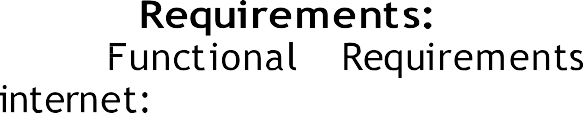 Requirements:
Functional Requirements
internet: